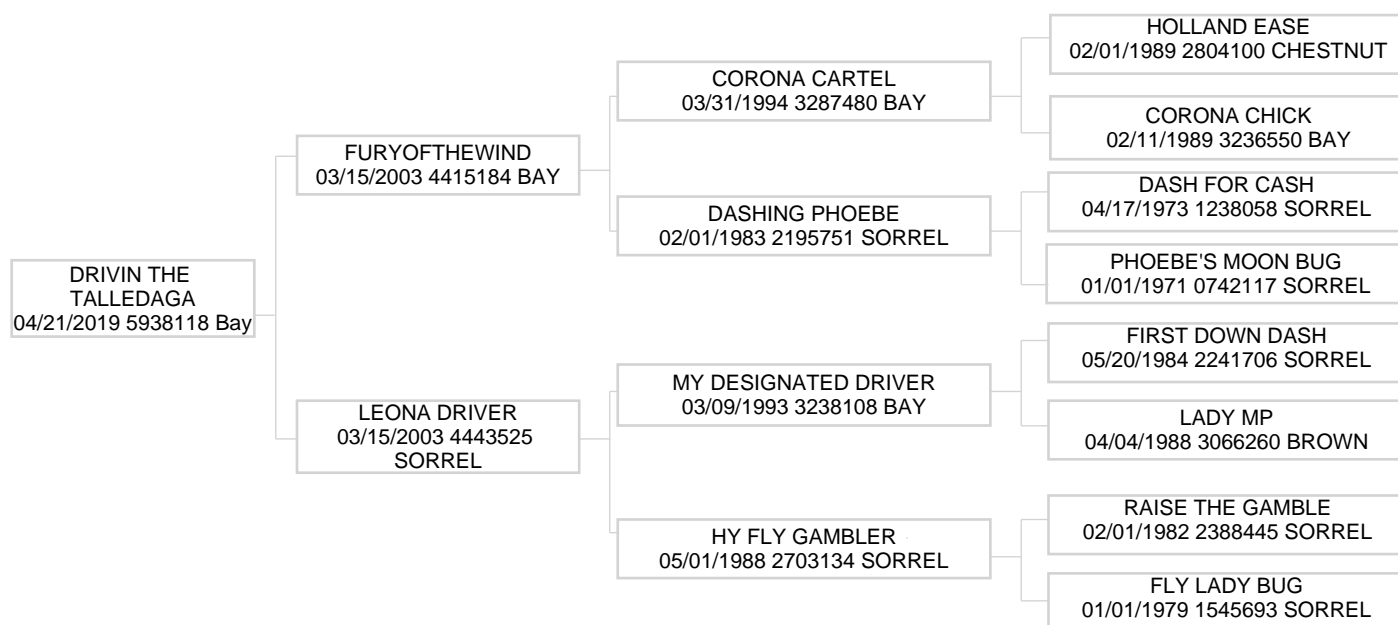 HOLLAND EASE
02/01/1989 2804100 CHESTNUT
CORONA CARTEL
03/31/1994 3287480 BAY
CORONA CHICK
02/11/1989 3236550 BAY
FURYOFTHEWIND
03/15/2003 4415184 BAY
DASH FOR CASH
04/17/1973 1238058 SORREL
DASHING PHOEBE
02/01/1983 2195751 SORREL
PHOEBE'S MOON BUG
01/01/1971 0742117 SORREL
DRIVIN THE
TALLEDAGA
04/21/2019 5938118 Bay
FIRST DOWN DASH
05/20/1984 2241706 SORREL
MY DESIGNATED DRIVER
03/09/1993 3238108 BAY
LADY MP
04/04/1988 3066260 BROWN
LEONA DRIVER
03/15/2003 4443525
SORREL
RAISE THE GAMBLE
02/01/1982 2388445 SORREL
HY FLY GAMBLER
05/01/1988 2703134 SORREL
FLY LADY BUG
01/01/1979 1545693 SORREL